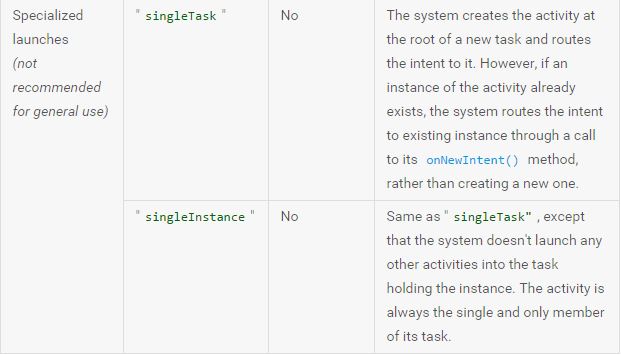 Specialized
launches
(not
recommended
for general use)
" singleTask "
No
The system creates the activity at
the root of a new task and routes
the intent to it. However, if an
instance of the activity already
exists, the system routes the intent
to existing instance through a call
to its onNewIntent() method,
rather than creating a new one.
" singleInstance "
No
Same as " singleTask" , except
that the system doesn't launch any
other activities into the task
holding the instance. The activity is
always the single and only member
of its task.